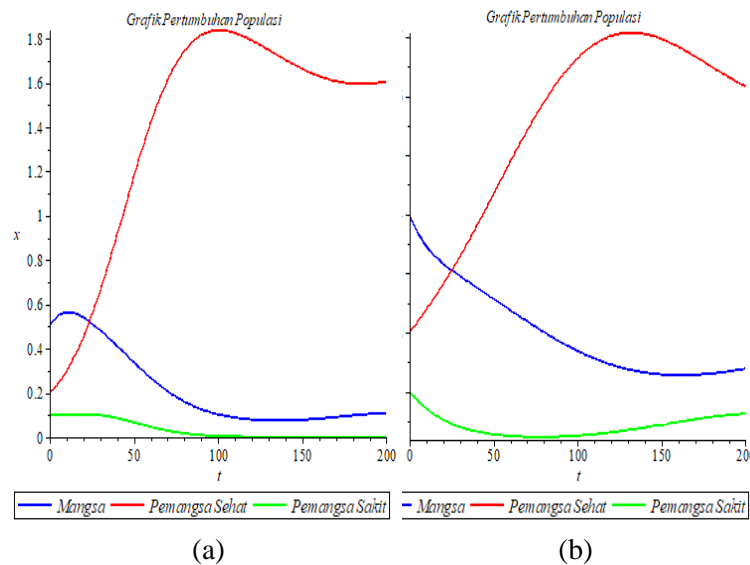 Grafik Pertumbuhan Populasi
1.8
1.6
1.4
1.2
1
x
0.8
0.6
0.4
0.2
0
0 50 100 150 200
t
Mangsa Pemangsa Sehat Pemangsa Sakit
(a)
Grafik Pertumbuhan Populasi
0 50 100 150 200
t
Mangsa Pemangsa Sehat Pemangsa Sakit
(b)